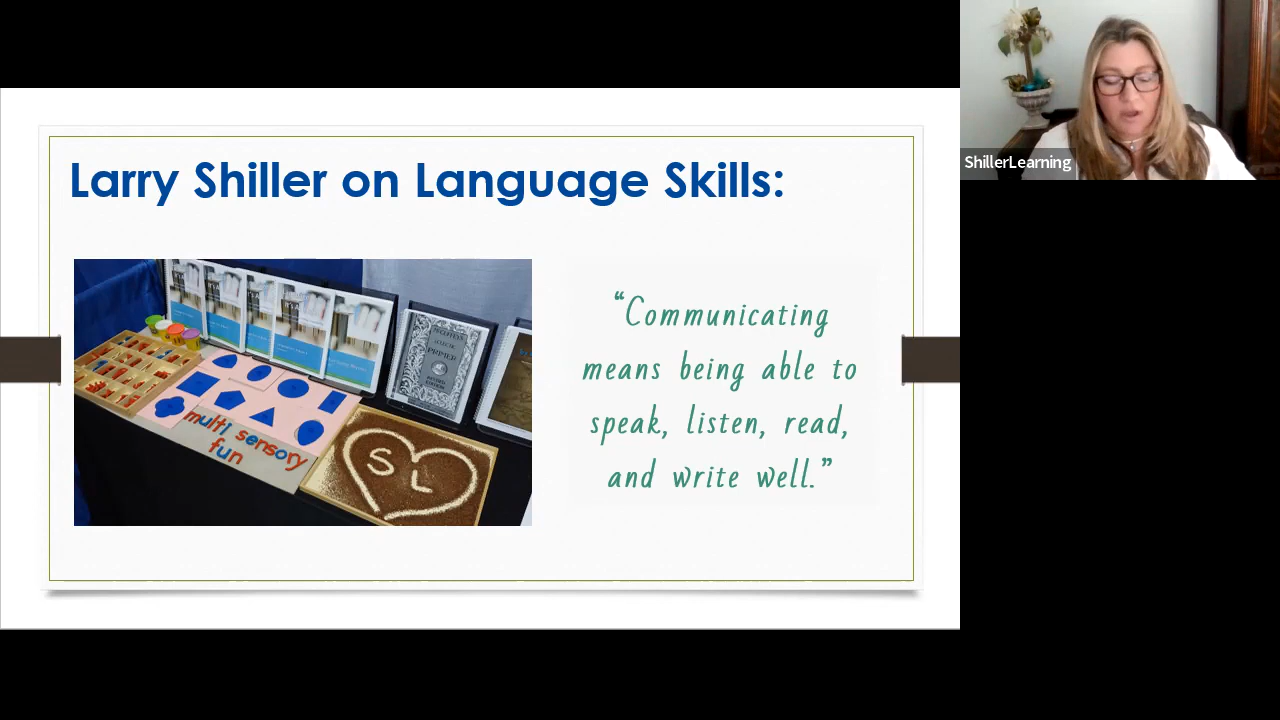 Larry Shiller on Language Skills:
ShillerLearning
“Communicating
means being able to
speak, listen, read,
and write well.”
PRIMER
multi sensory
fun
S L